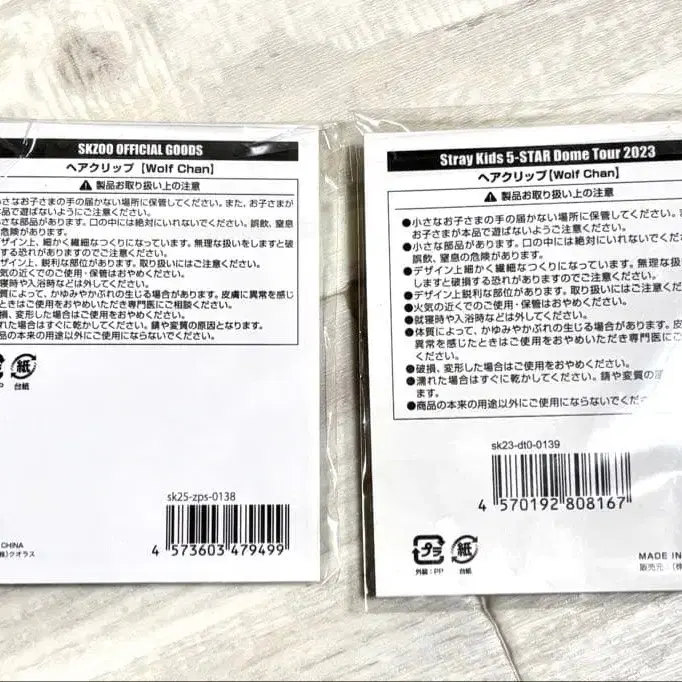 SKZOO OFFICIAL GOODS
ヘアクリップ【Wolf Chan】
製品お取り扱い上の注意
小さなお子さまの手の届かない場所に保管してください。また、お子さまが
本品で遊ばないようにご注意ください。
小さな部品があります。口の中には絶対にいれないでください。誤飲、窒息
危険があります。
デザイン上、細かく繊細なつくりになっています。無理な扱いをしますと破
する恐れがありますのでご注意ください。
デザイン上、鋭利な部位があります。取り扱いにはご注意ください。
火気の近くでのご使用・保管はおやめください。
就寝時や入浴時などは外してください。
質によって、かゆみやかぶれの生じる場合があります。皮膚に異常を感じ
ときはご使用をおやめいただき専門医にご相談ください。
損、変形した場合はご使用をおやめください。
れた場合はすぐに乾かしてください。錆や変質の原因となります。
品の本来の用途以外にご使用にならないでください。
PP
紙
台紙
sk25-zps-0138
4 573603 479499
CHINA
(株)クオラス
Stray Kids 5-STAR Dome Tour 2023
ヘアクリップ【Wolf Chan】
製品お取り扱い上の注意
●小さなお子さまの手の届かない場所に保管してください。
お子さまが本品で遊ばないようご注意ください。
●小さな部品があります。口の中には絶対にいれないでくだ
誤飲、窒息の危険があります。
●デザイン上細かく繊細なつくりになっています。無理な扱
しますと破損する恐れがありますのでご注意ください。
●デザイン上鋭利な部位があります。取り扱いにはご注意くだ
●火気の近くでのご使用・保管はおやめください。
●就寝時や入浴時などは外してください。
●体質によって、かゆみやかぶれの生じる場合があります。皮
異常を感じたときはご使用をおやめいただき専門医にご
ください。
●破損、変形した場合はご使用をおやめください。
●濡れた場合はすぐに乾かしてください。錆や変質の
ます。
●商品の本来の用途以外にご使用にならないでくだ
sk23-dt0-0139
4 570192 808167
プラ
外装：PP
紙
台紙
MADE IN
販売元：(株